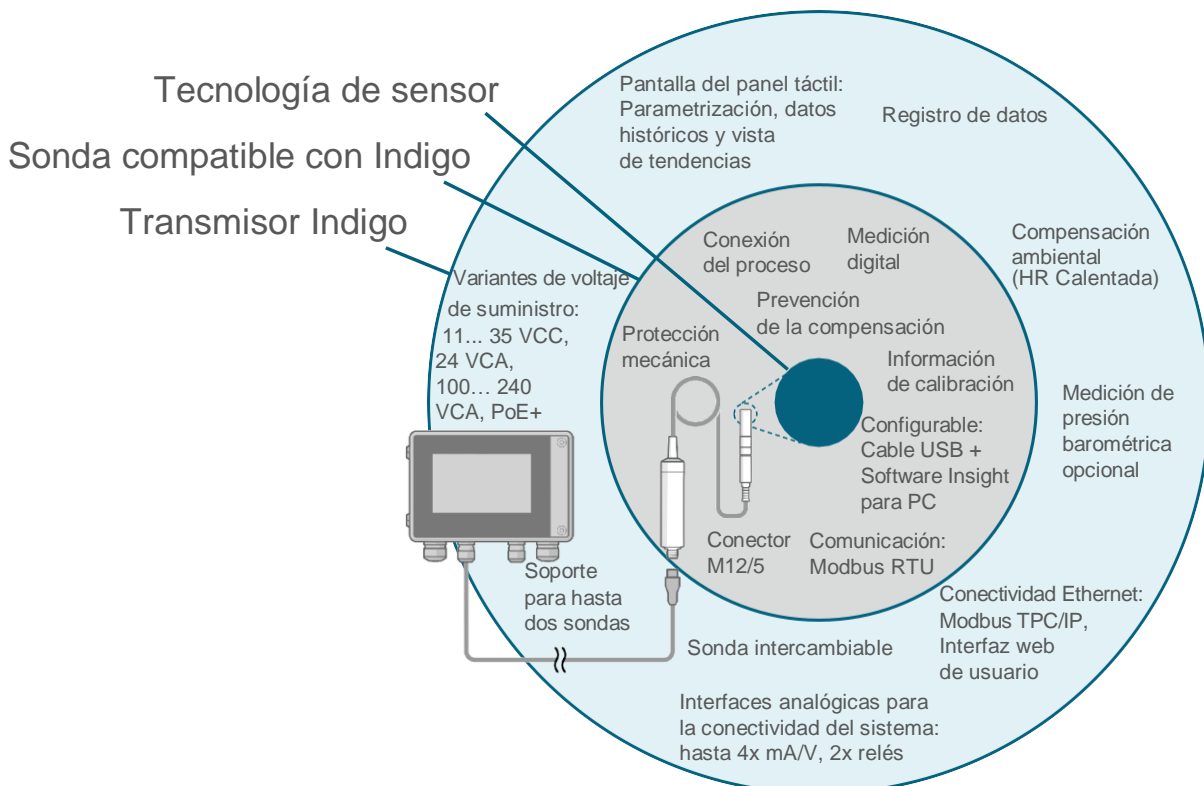 Tecnología de sensor
Sonda compatible con Indigo
Transmisor Indigo
Pantalla del panel táctil:
Parametrización, datos
históricos y vista
de tendencias
Registro de datos
Compensación
ambiental
(HR Calentada)
Medición de
presión
barométrica
opcional
Conectividad Ethernet:
Modbus TPC/IP,
Interfaz web
de usuario
Interfaces analógicas para
la conectividad del sistema:
hasta 4x mA/V, 2x relés
Sonda intercambiable
Soporte
para hasta
dos sondas
Variantes de voltaje
de suministro:
11... 35 VCC,
24 VCA,
100… 240
VCA, PoE+
Conexión
del proceso
Medición
digital
Prevención
de la compensación
Protección
mecánica
Información
de calibración
Configurable:
Cable USB +
Software Insight
para PC
Conector
M12/5
Comunicación:
Modbus RTU